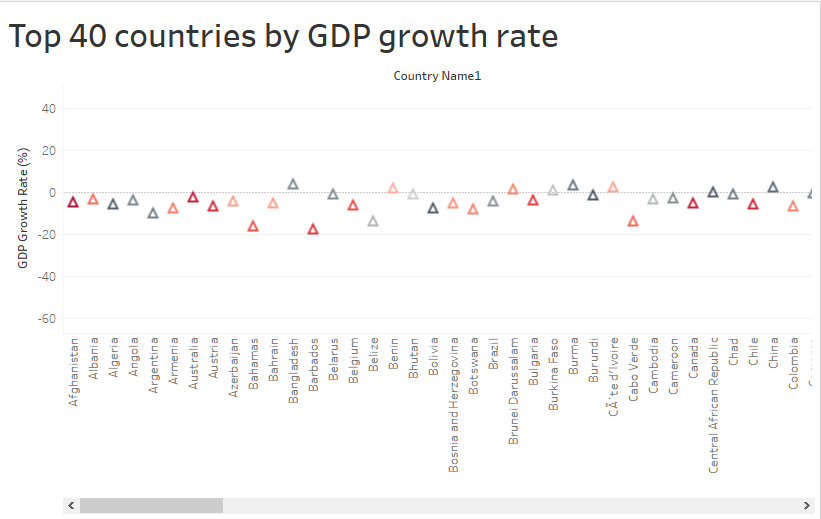 Top 40 countries by GDP growth rate
Country Name1
GDP Growth Rate (%)
40
20
0
-20
-40
-60
Afghanistan
Albania
Algeria
Angola
Argentina
Armenia
Australia
Austria
Azerbaijan
Bahamas
Bahrain
Bangladesh
Barbados
Belarus
Belgium
Belize
Benin
Bhutan
Bolivia
Bosnia and Herzegovina
Botswana
Brazil
Brunei Darussalam
Bulgaria
Burkina Faso
Burma
Burundi
CÃ´te d'Ivoire
Cabo Verde
Cambodia
Cameroon
Canada
Central African Republic
Chad
Chile
China
Colombia